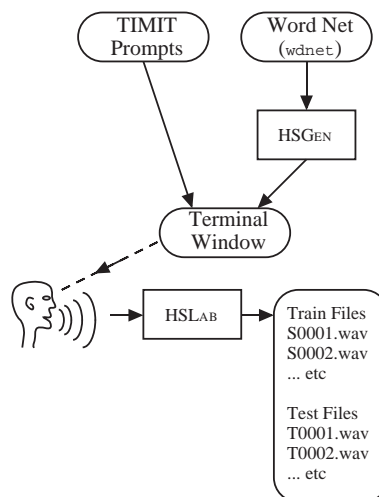 TIMIT
Prompts
Word Net
(wdnet)
HSGEN
Terminal
Window
HSLAB
Train Files
S0001.wav
S0002.wav
... etc
Test Files
T0001.wav
T0002.wav
... etc